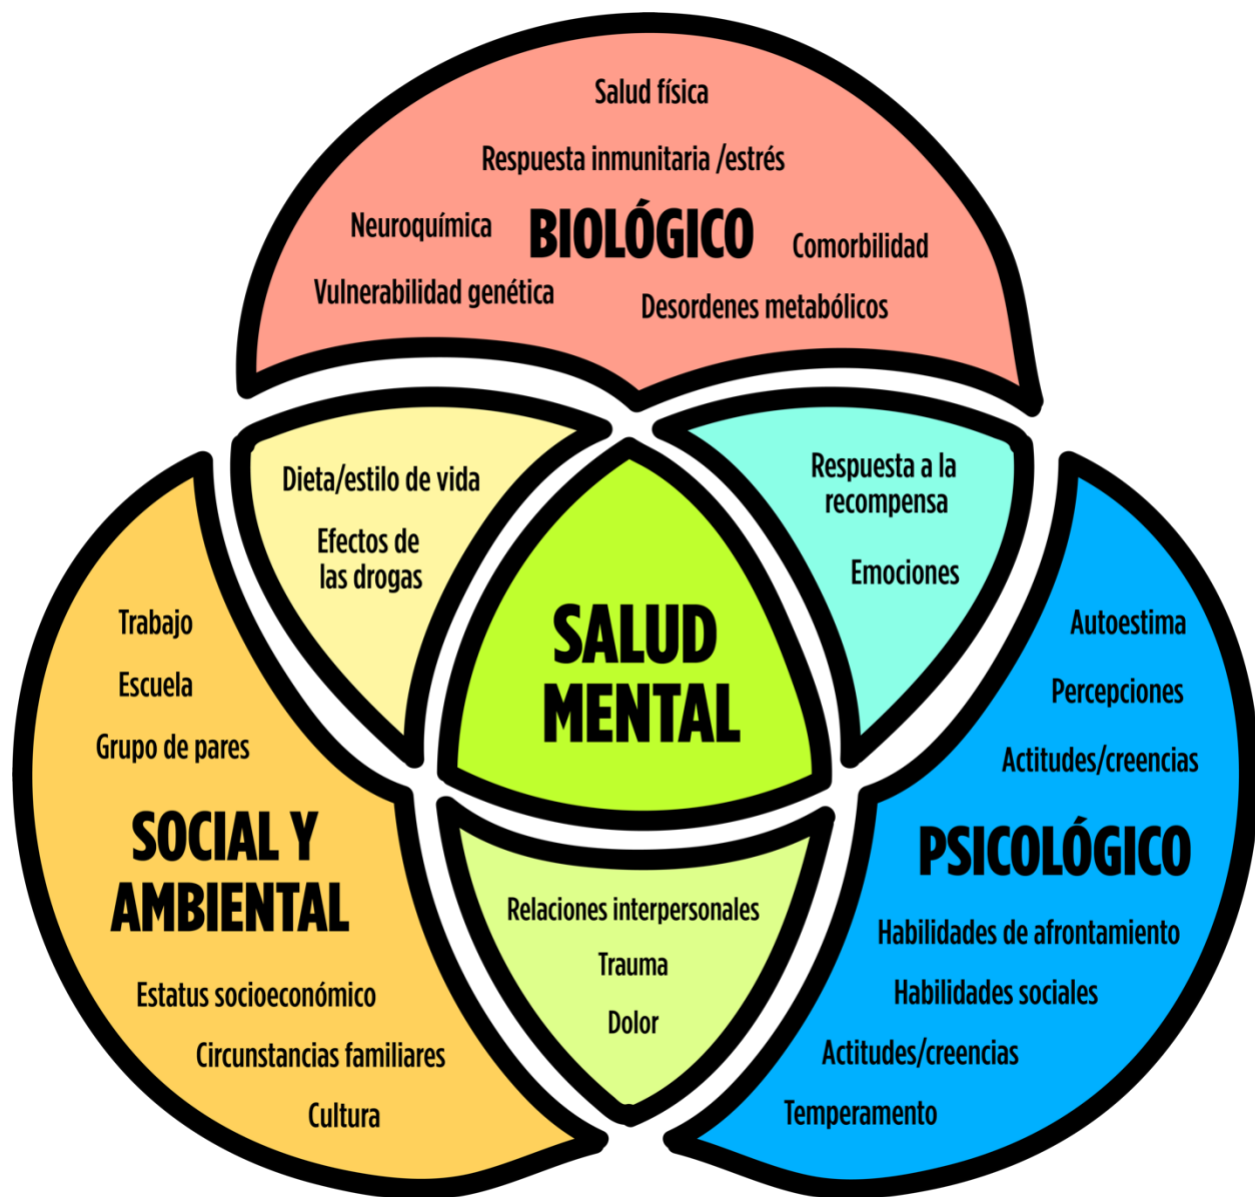 Salud física
Respuesta inmunitaria /estrés
Neuroquímica
BIOLÓGICO
Comorbilidad
Vulnerabilidad genética
Desordenes metabólicos
Dieta/estilo de vida
Efectos de
las drogas
Respuesta a la
recompensa
Emociones
SALUD
MENTAL
Trabajo
Escuela
Grupo de pares
SOCIAL Y
AMBIENTAL
Estatus socioeconómico
Circunstancias familiares
Cultura
Relaciones interpersonales
Trauma
Dolor
Autoestima
Percepciones
Actitudes/creencias
PSICOLÓGICO
Habilidades de afrontamiento
Habilidades sociales
Actitudes/creencias
Temperamento